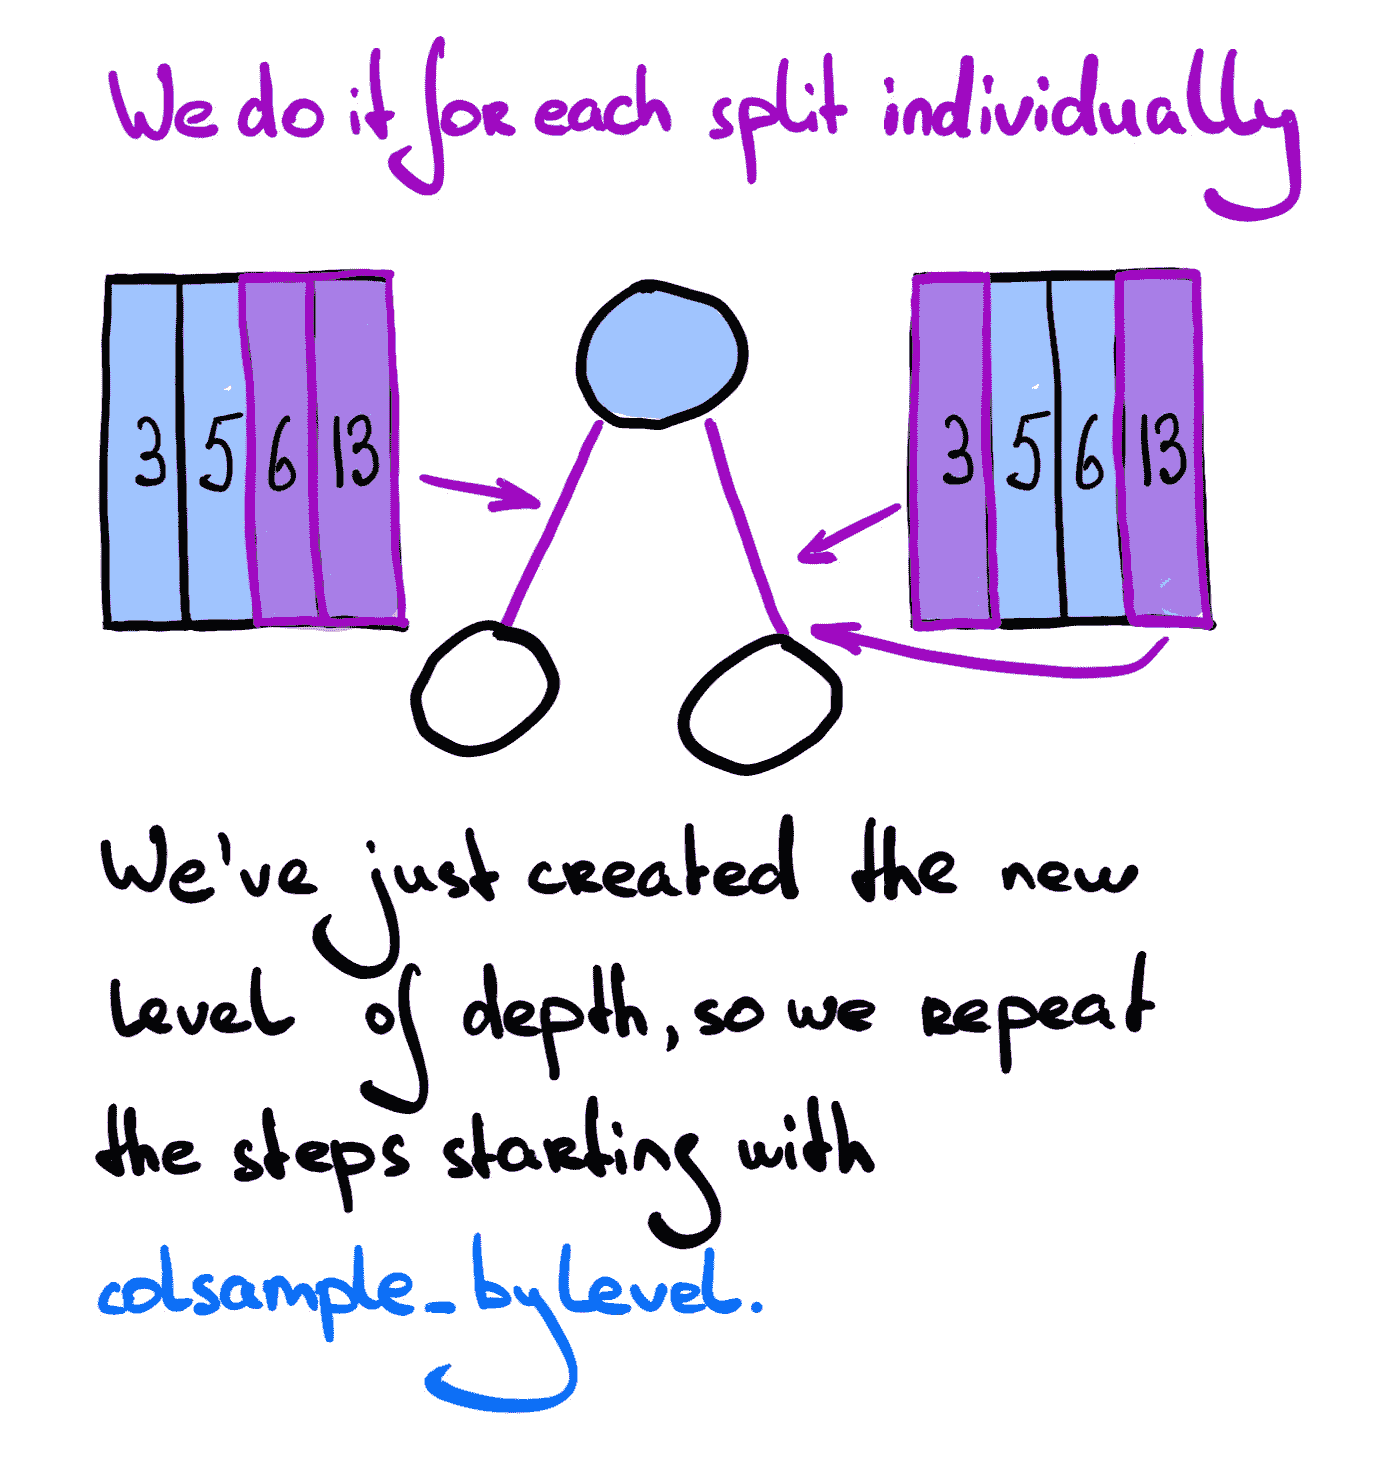 We do it for each split individually
3 5 6 13
3 5 6 13
We've just created the new
level of depth, so we repeat
the steps starting with
colsample_bylevel.